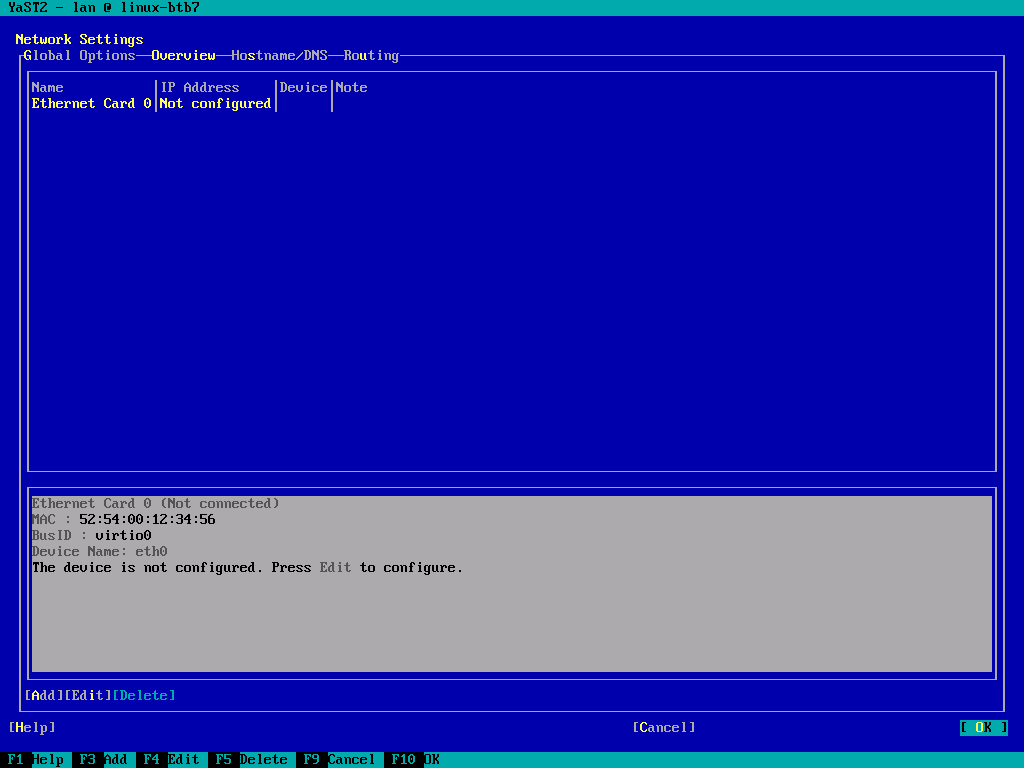 YaST2 - lan @ linux-btb7
Network Settings
Global Options Overview Hostname/DNS Routing
Name IP Address Device Note
Ethernet Card 0 Not configured
Ethernet Card 0 (Not connected)
MAC : 52:54:00:12:34:56
BusID : virtio0
Device Name: eth0
The device is not configured. Press Edit to configure.
[Add][Edit][Delete]
[Help] [Cancel] [ OK ]
F1 Help F3 Add F4 Edit F5 Delete F9 Cancel F10 OK